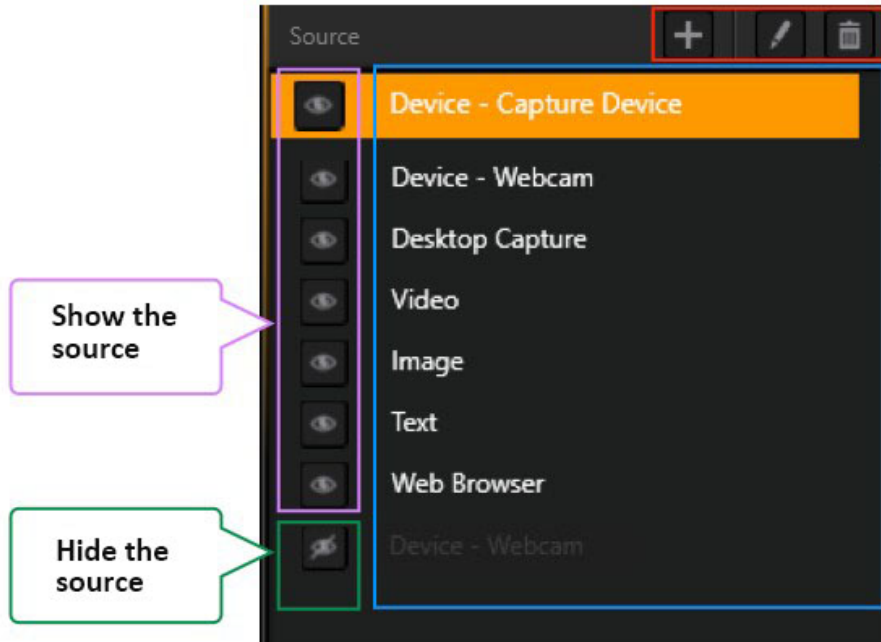 Source
Device - Capture Device
Device - Webcam
Desktop Capture
Video
Show the
source
Image
Text
Web Browser
Hide the
source
Device - Webcam